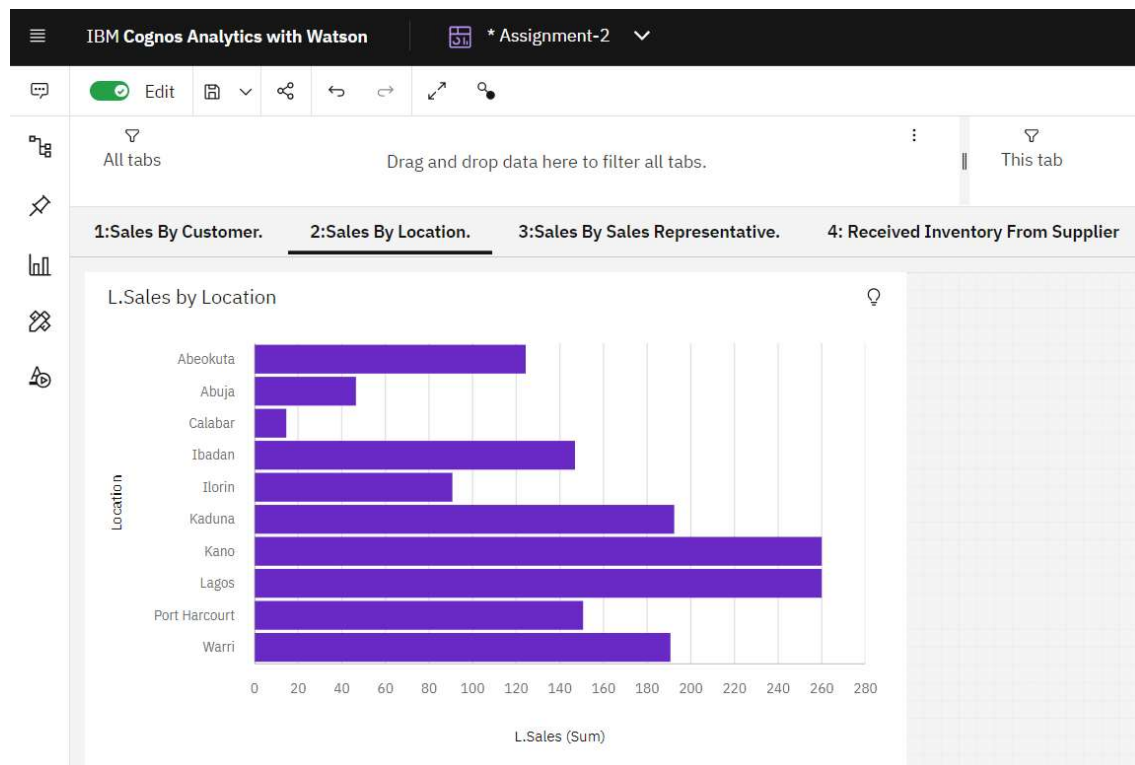 IBM Cognos Analytics with Watson * Assignment-2
Edit
All tabs
Drag and drop data here to filter all tabs.
This tab
1:Sales By Customer. 2:Sales By Location. 3:Sales By Sales Representative. 4: Received Inventory From Supplier
L.Sales by Location
Location
Abeokuta
Abuja
Calabar
Ibadan
Ilorin
Kaduna
Kano
Lagos
Port Harcourt
Warri
0 20 40 60 80 100 120 140 160 180 200 220 240 260 280
L.Sales (Sum)